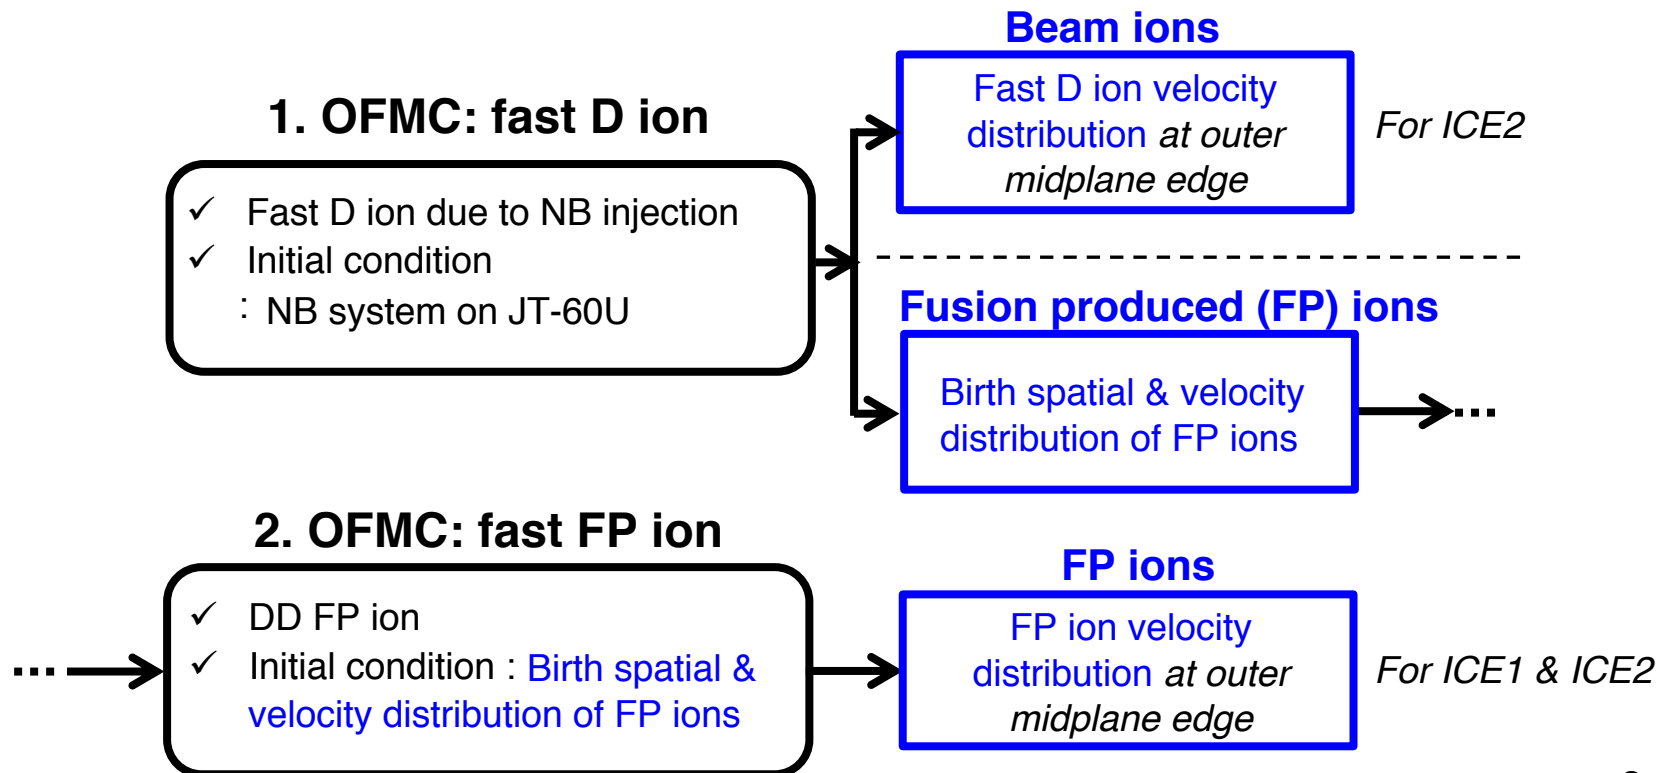 Beam ions
1. OFMC: fast D ion
Fast D ion velocity
distribution at outer
midplane edge
For ICE2
✓ Fast D ion due to NB injection
✓ Initial condition
: NB system on JT-60U
Fusion produced (FP) ions
Birth spatial & velocity
distribution of FP ions
2. OFMC: fast FP ion
✓ DD FP ion
✓ Initial condition : Birth spatial &
velocity distribution of FP ions
FP ions
FP ion velocity
distribution at outer
midplane edge
For ICE1 & ICE2